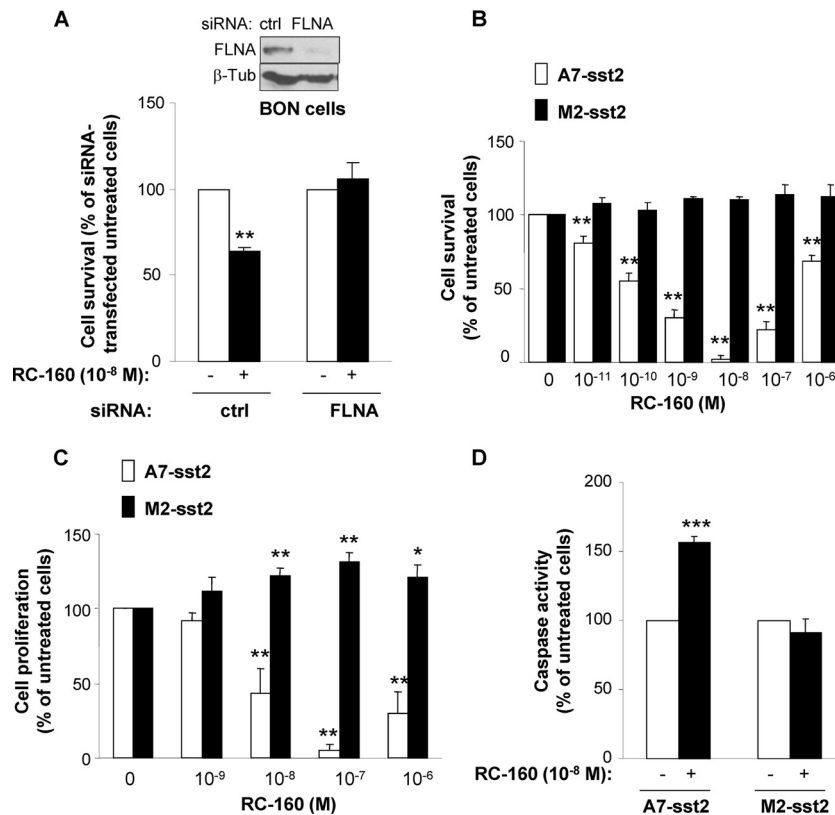 A
siRNA: ctrl FLNA
FLNA
β-Tub
BON cells
Cell survival (% of siRNA-
transfected untreated cells)
150
100
50
0
**
RC-160 (10⁻⁸ M): - + - +
siRNA: ctrl FLNA
B
A7-sst2
M2-sst2
Cell survival
(% of untreated cells)
150
100
50
0
** ** ** ** ** **
0 10⁻¹¹ 10⁻¹⁰ 10⁻⁹ 10⁻⁸ 10⁻⁷ 10⁻⁶
RC-160 (M)
C
A7-sst2
M2-sst2
Cell proliferation
(% of untreated cells)
150
100
50
0
** ** *
** ** **
0 10⁻⁹ 10⁻⁸ 10⁻⁷ 10⁻⁶
RC-160 (M)
D
Caspase activity
(% of untreated cells)
200
150
100
50
0
***
RC-160 (10⁻⁸ M): - + - +
A7-sst2 M2-sst2